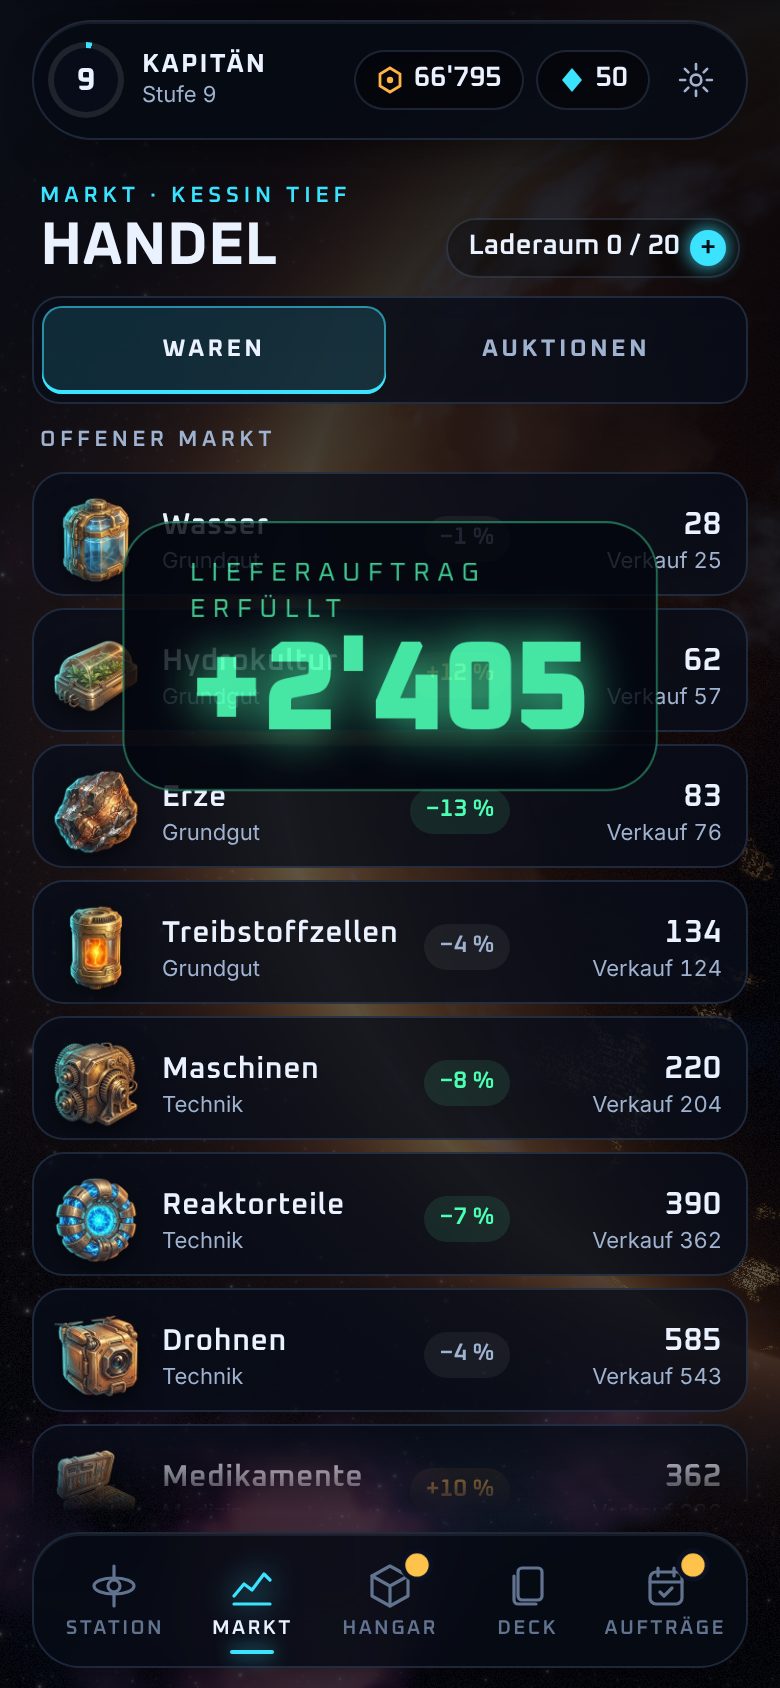 9
KAPITÄN
Stufe 9
66'795
50
MARKT · KESSIN TIEF
HANDEL
Laderaum 0 / 20 +
WAREN
AUKTIONEN
OFFENER MARKT
Wasser
Grundgut
−1 %
28
Verkauf 25
LIEFERAUFTRAG
ERFÜLLT
+2'405
Hydrokultur
Grundgut
+12 %
62
Verkauf 57
Erze
Grundgut
−13 %
83
Verkauf 76
Treibstoffzellen
Grundgut
−4 %
134
Verkauf 124
Maschinen
Technik
−8 %
220
Verkauf 204
Reaktorteile
Technik
−7 %
390
Verkauf 362
Drohnen
Technik
−4 %
585
Verkauf 543
Medikamente
+10 %
362
STATION
MARKT
HANGAR
DECK
AUFTRÄGE